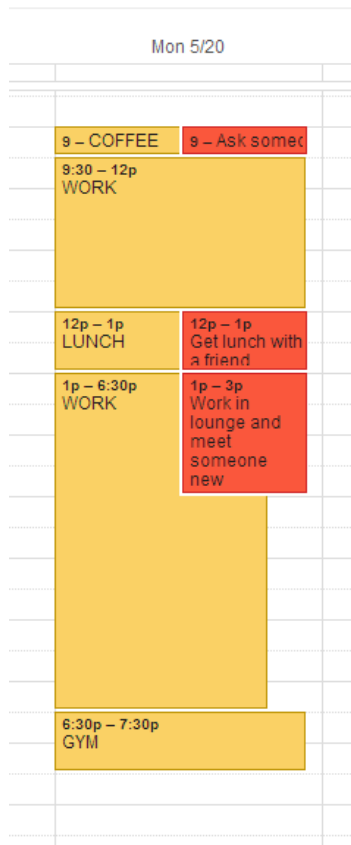 Mon 5/20
9 – COFFEE
9 – Ask
9:30 – 12p
WORK
12p – 1p
LUNCH
12p – 1p
Get lunch with
a friend
1p – 6:30p
WORK
1p – 3p
Work in
lounge and
meet
someone
new
6:30p – 7:30p
GYM